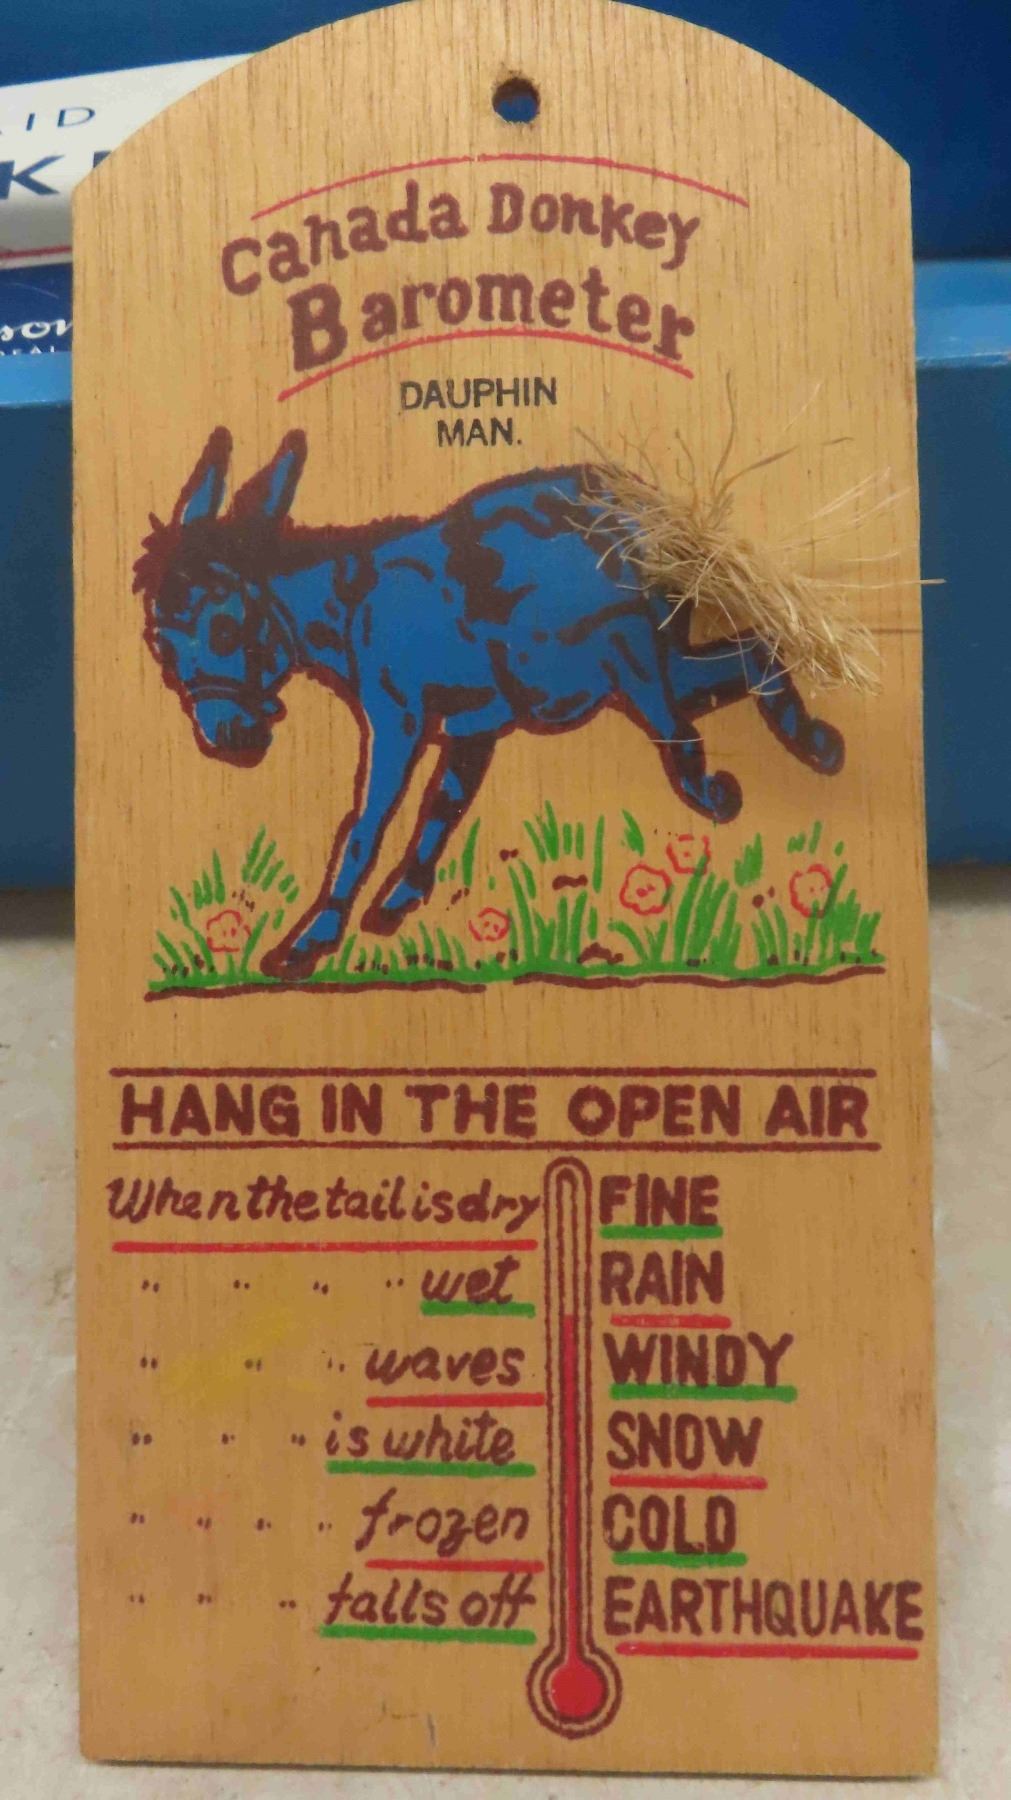 Canada Donkey
Barometer
DAUPHIN
MAN.
HANG IN THE OPEN AIR
When the tail is dry FINE
" " " " wet RAIN
" " " waves WINDY
" " " is white SNOW
" " " " frozen COLD
" " " falls off EARTHQUAKE